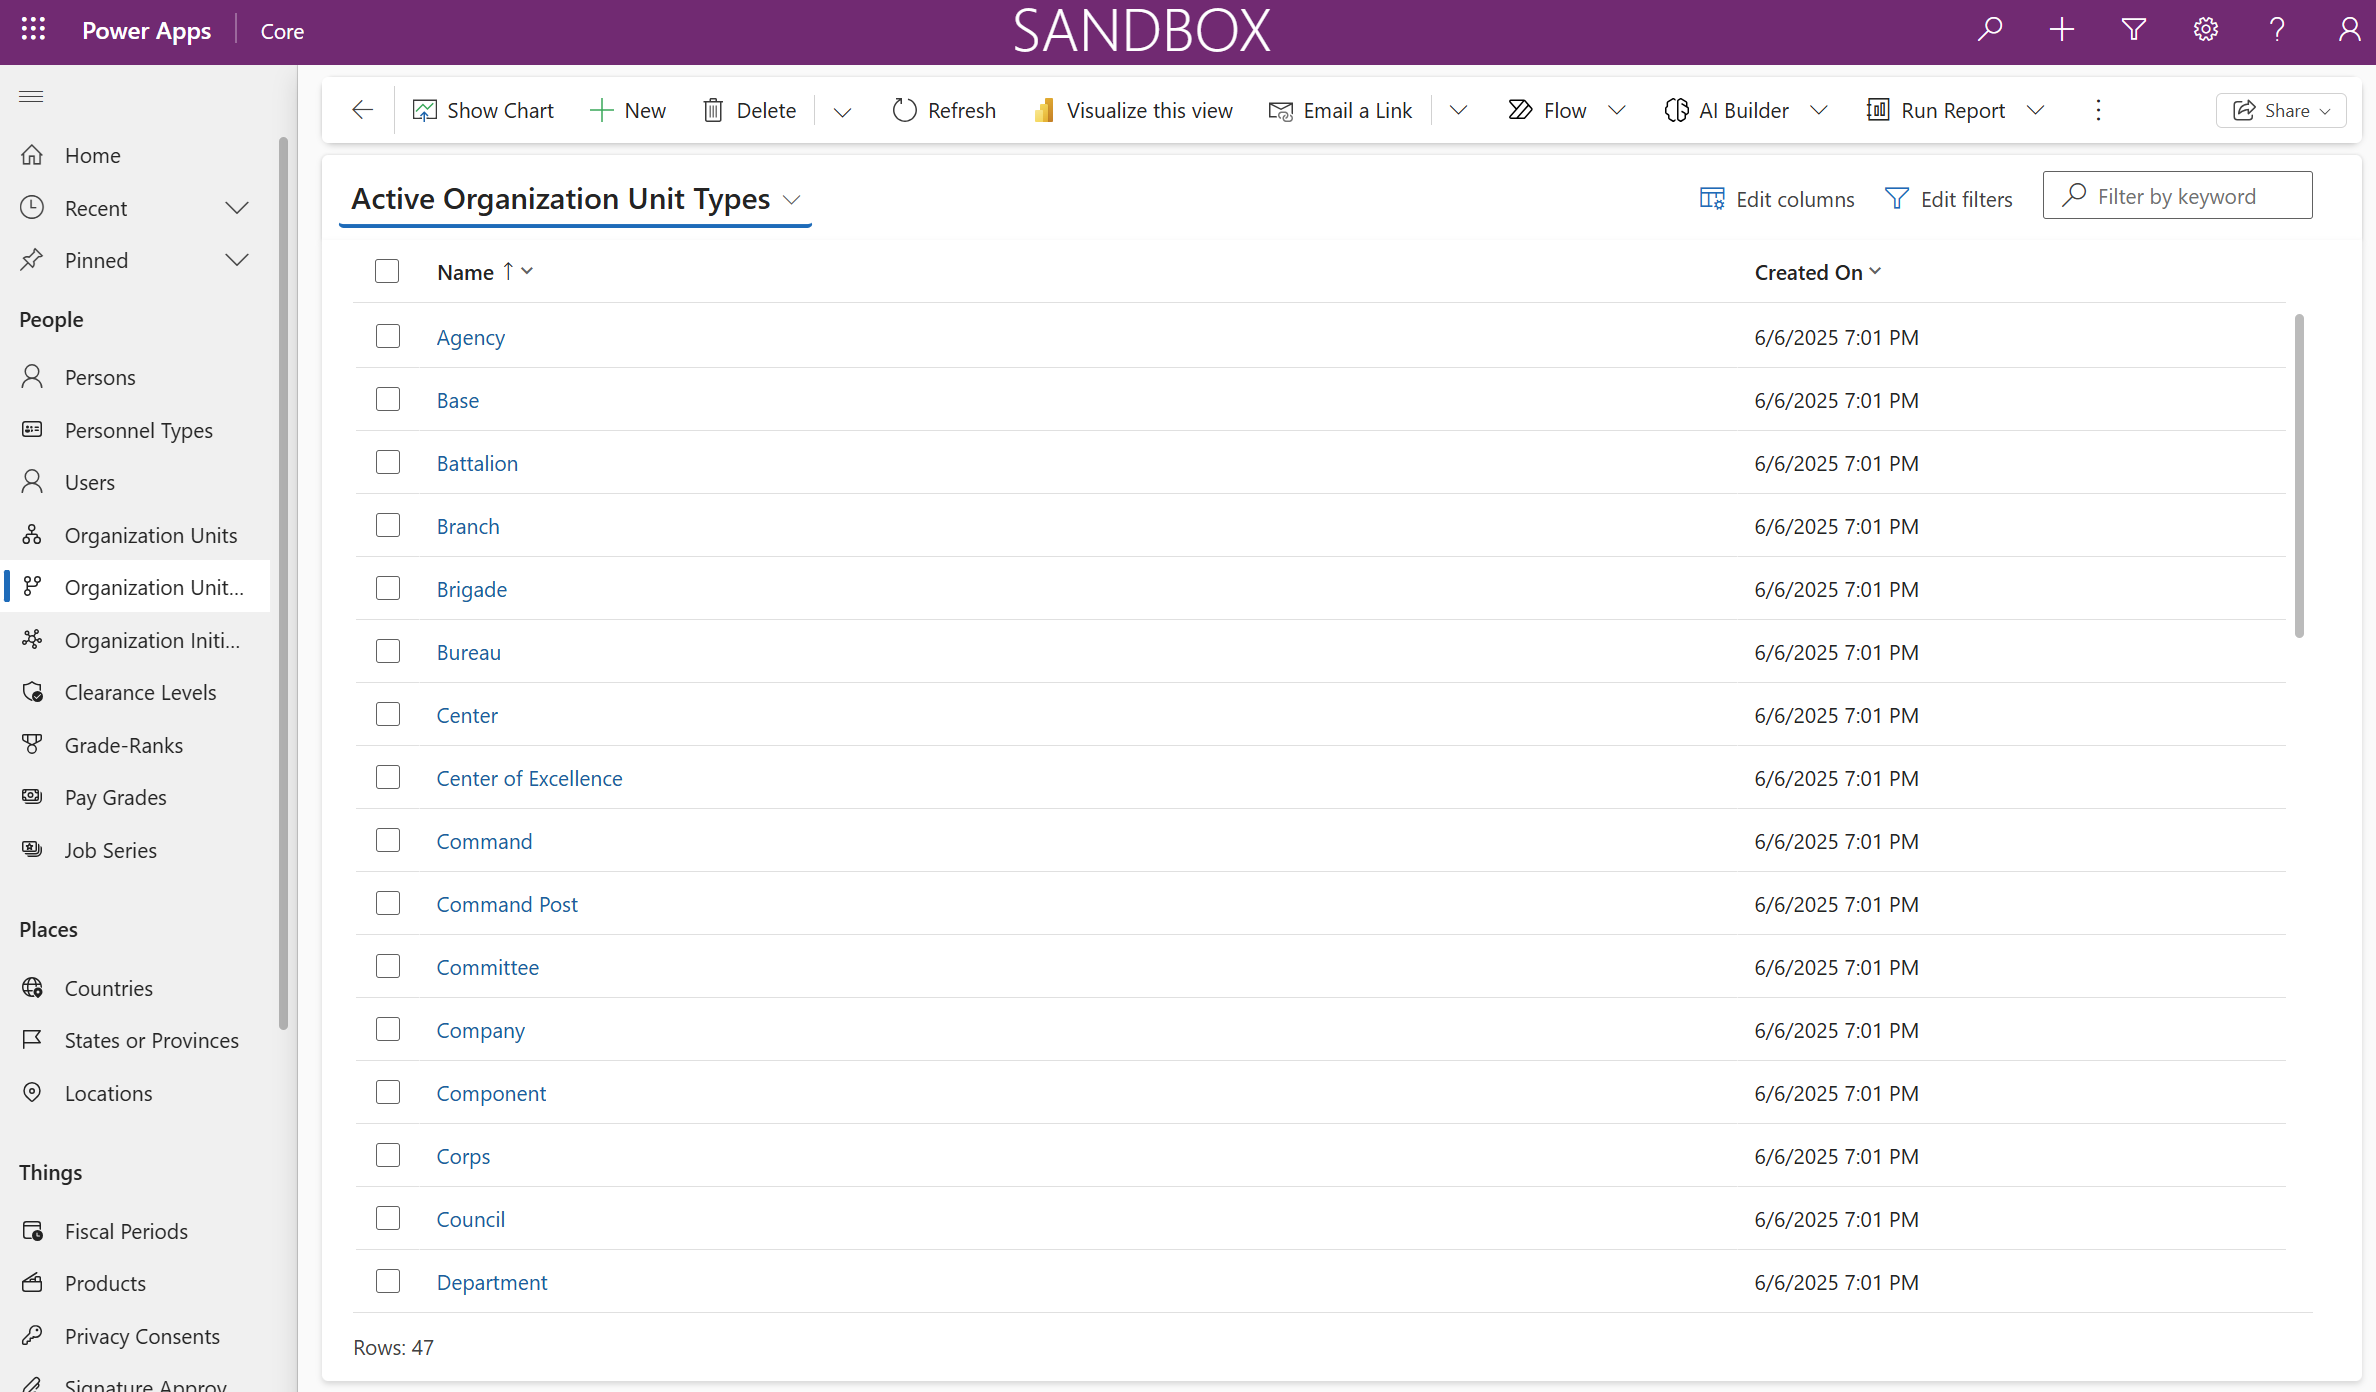 Power Apps
Core
SANDBOX
Show Chart
New
Delete
Refresh
Visualize this view
Email a Link
Flow
AI Builder
Run Report
Share
Home
Recent
Pinned
People
Persons
Personnel Types
Users
Organization Units
Organization Unit...
Organization Initi...
Clearance Levels
Grade-Ranks
Pay Grades
Job Series
Places
Countries
States or Provinces
Locations
Things
Fiscal Periods
Products
Privacy Consents
Signature Approv
Active Organization Unit Types
Edit columns
Edit filters
Filter by keyword
Name ↑ Created On
Agency 6/6/2025 7:01 PM
Base 6/6/2025 7:01 PM
Battalion 6/6/2025 7:01 PM
Branch 6/6/2025 7:01 PM
Brigade 6/6/2025 7:01 PM
Bureau 6/6/2025 7:01 PM
Center 6/6/2025 7:01 PM
Center of Excellence 6/6/2025 7:01 PM
Command 6/6/2025 7:01 PM
Command Post 6/6/2025 7:01 PM
Committee 6/6/2025 7:01 PM
Company 6/6/2025 7:01 PM
Component 6/6/2025 7:01 PM
Corps 6/6/2025 7:01 PM
Council 6/6/2025 7:01 PM
Department 6/6/2025 7:01 PM
Rows: 47